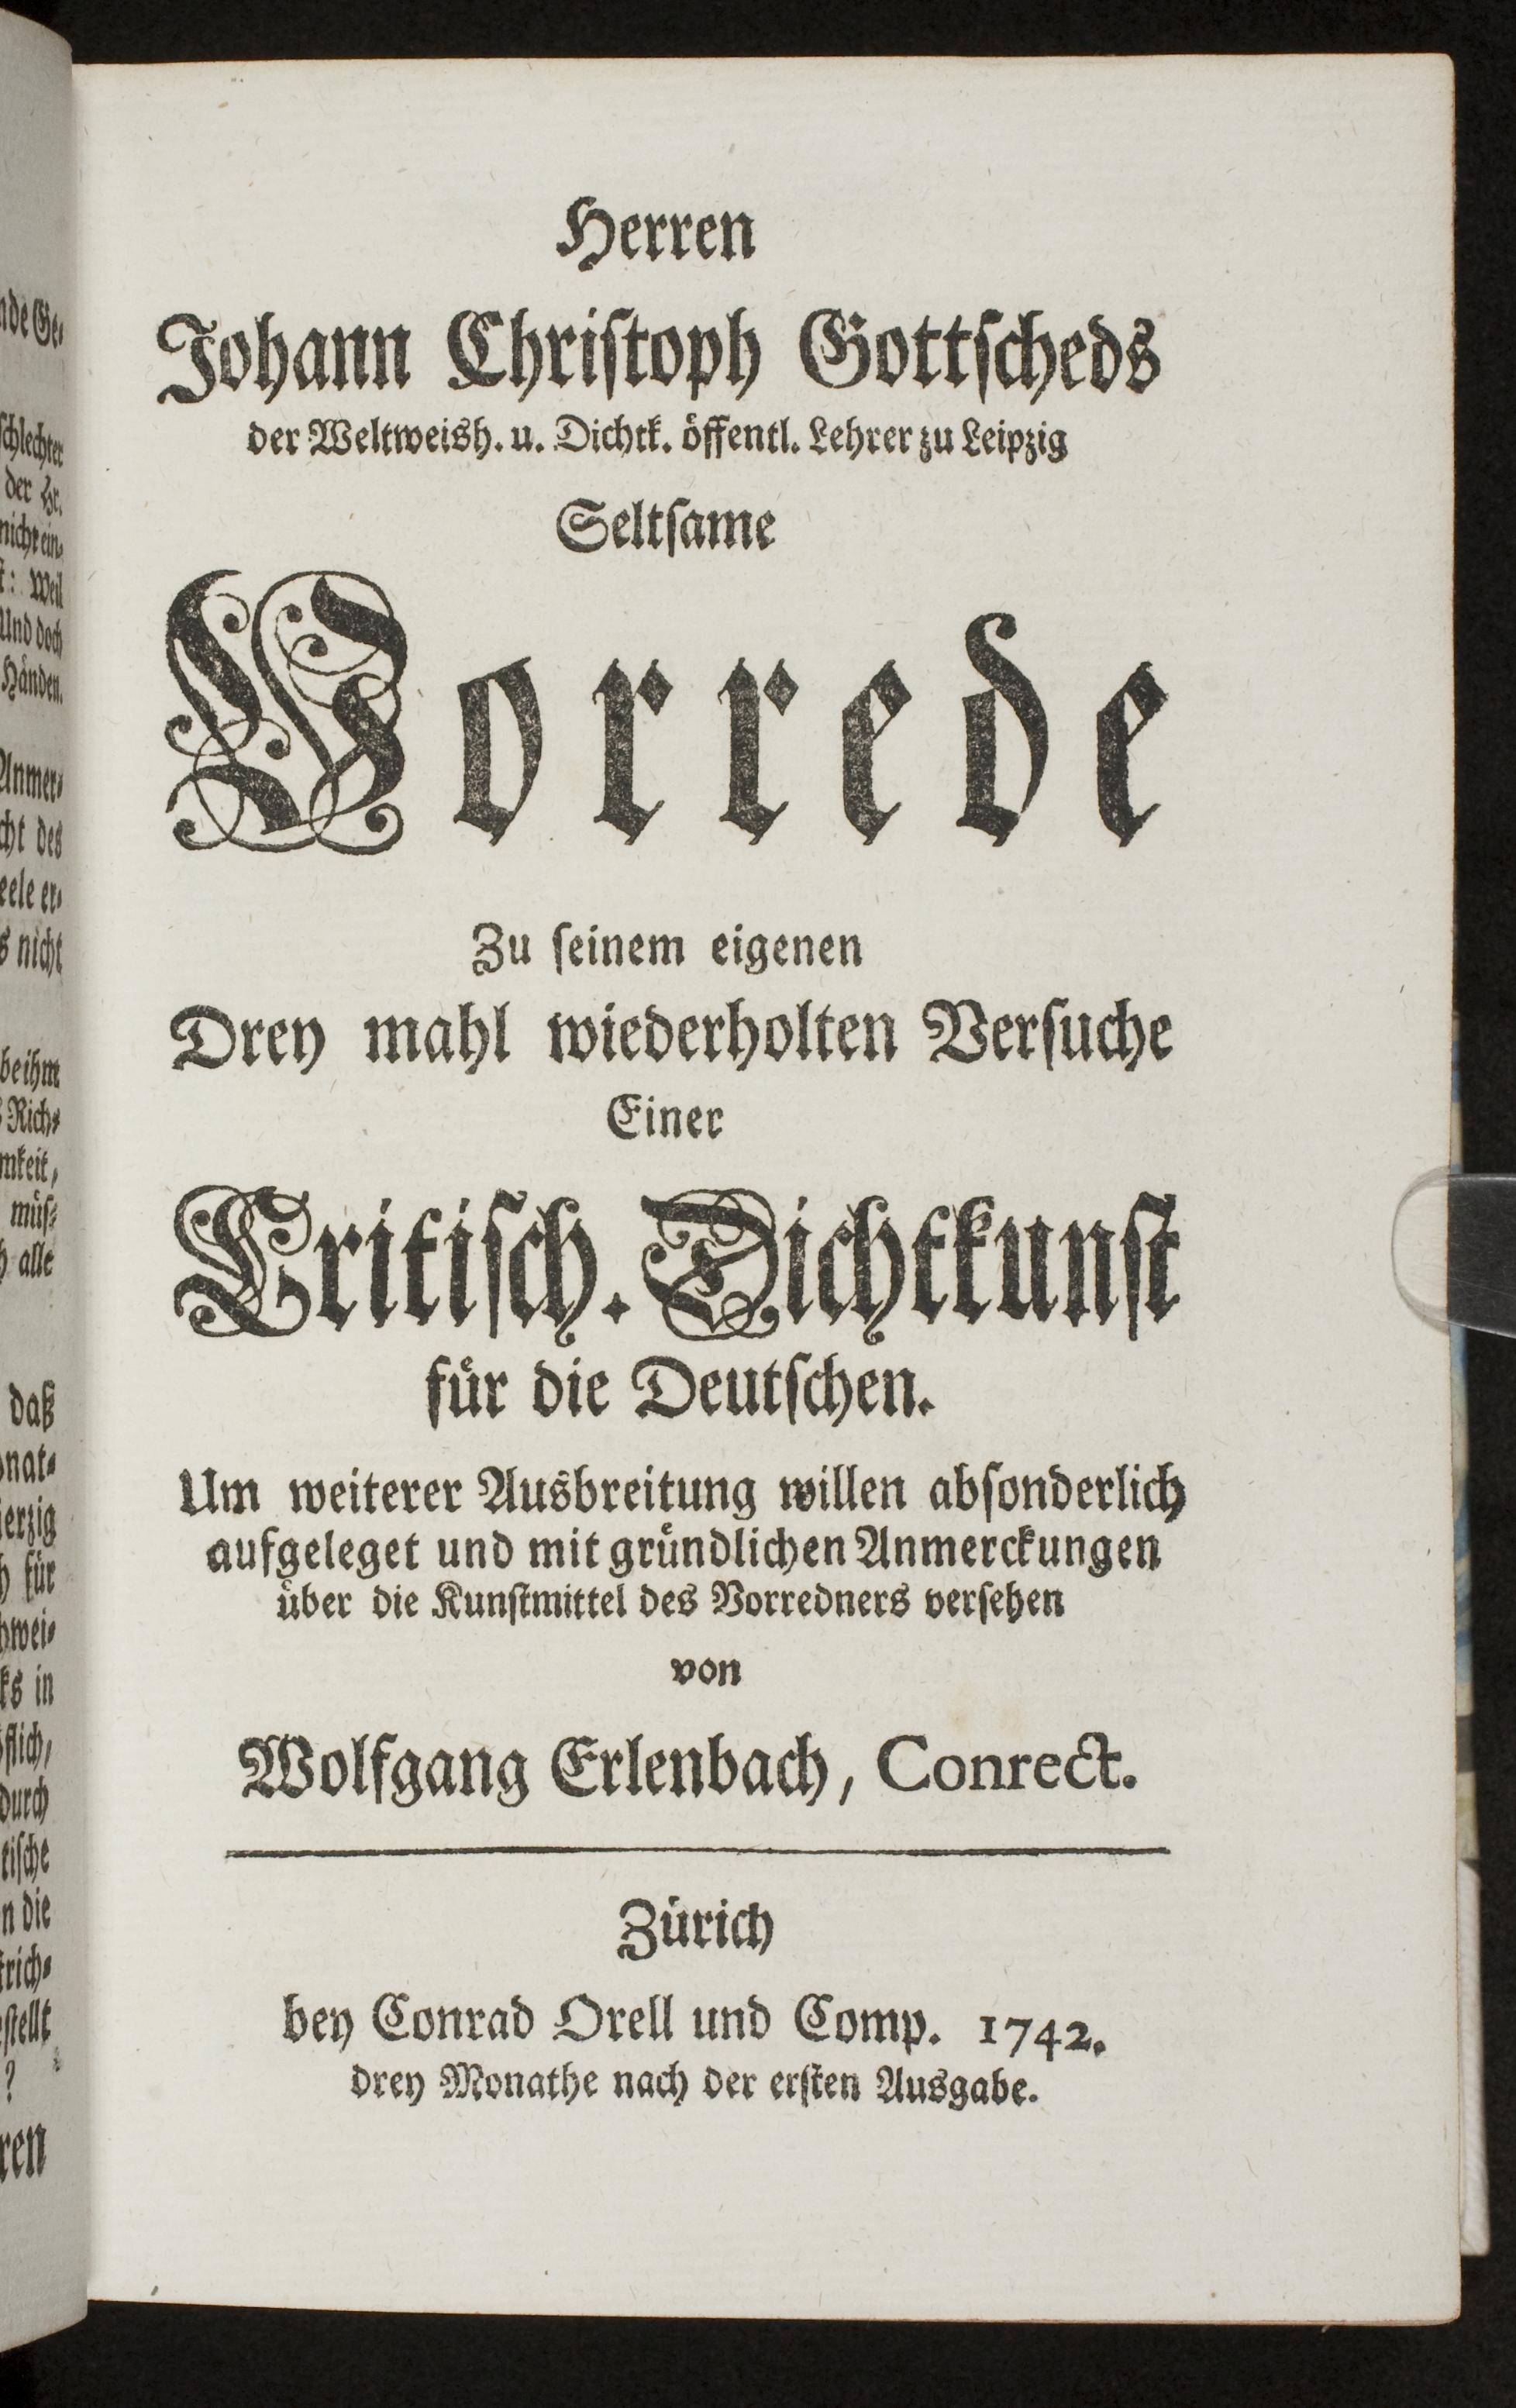 Herren
Johann Christoph Gottscheds
der Weltweish. u. Dichtk. öffentl. Lehrer zu Leipzig
Seltsame
Vorrede
Zu seinem eigenen
Drey mahl wiederholten Versuche
Einer
Critisch. Dichtkunst
für die Deutschen.
Um weiterer Ausbreitung willen absonderlich
aufgeleget und mit gründlichen Anmerckungen
über die Kunstmittel des Vorredners versehen
von
Wolfgang Erlenbach, Conrect.
Zürich
bey Conrad Orell und Comp. 1742.
drey Monathe nach der ersten Ausgabe.